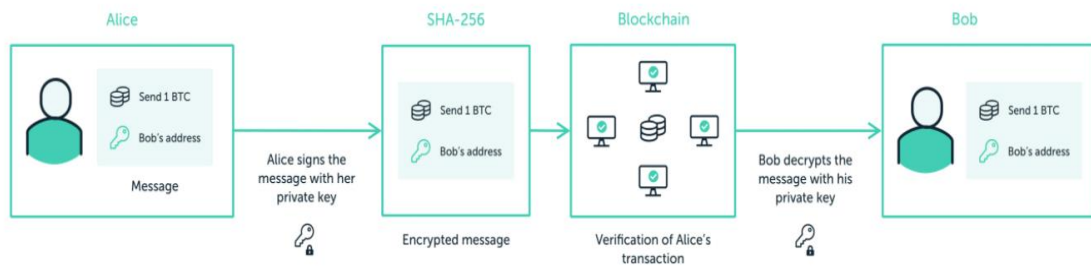 Alice
SHA-256
Blockchain
Bob
Send 1 BTC
Bob's address
Message
Alice signs the
message with her
private key
Send 1 BTC
Bob's address
Encrypted message
Verification of Alice's
transaction
Bob decrypts the
message with his
private key
Send 1 BTC
Bob's address